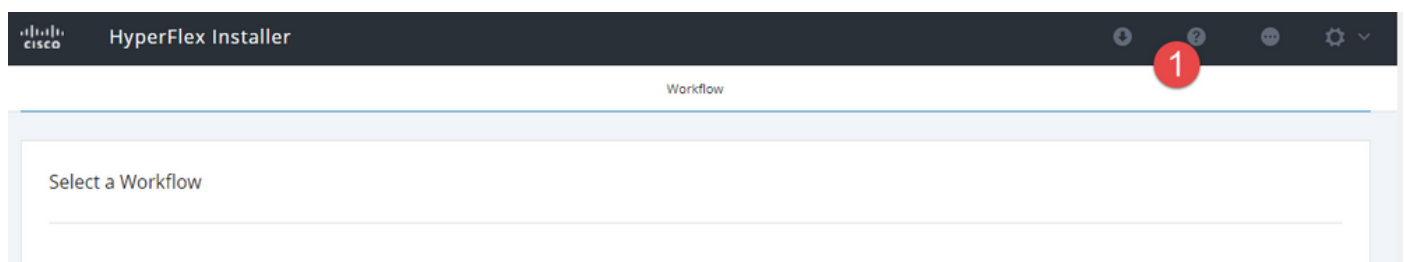 cisco HyperFlex Installer
?
1
Workflow
Select a Workflow